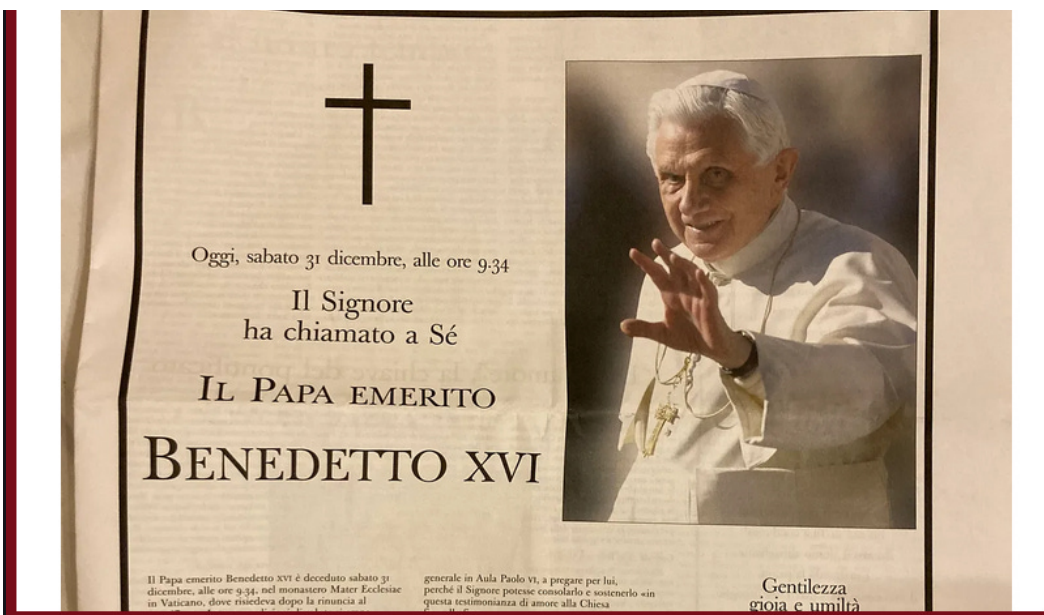 Oggi, sabato 31 dicembre, alle ore 9.34
Il Signore
ha chiamato a Sé
IL PAPA EMERITO
BENEDETTO XVI
Il Papa emerito Benedetto XVI è deceduto sabato 31
dicembre, alle ore 9.34, nel monastero Mater Ecclesiae
in Vaticano, dove risiedeva dopo la rinuncia al
generale in Aula Paolo VI, a pregare per lui,
perché il Signore potesse consolarlo e sostenerlo «in
questa testimonianza di amore alla Chiesa
Gentilezza
gioia e umiltà